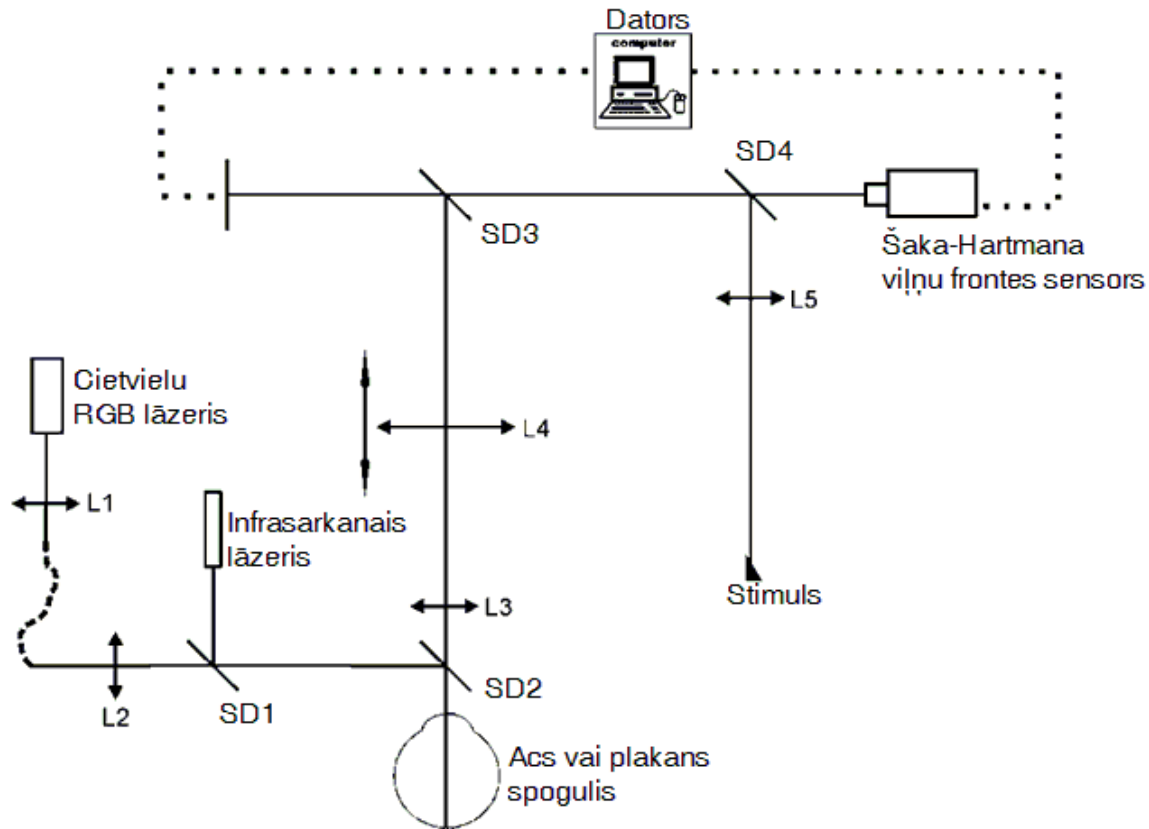 Dators
computer
SD4
SD3
Šaka-Hartmana
viļņu frontes sensors
L5
Cietvielu
RGB lāzeris
L4
L1
Infrasarkanais
lāzeris
Stimuls
L3
SD2
L2
SD1
Acs vai plakans
spogulis